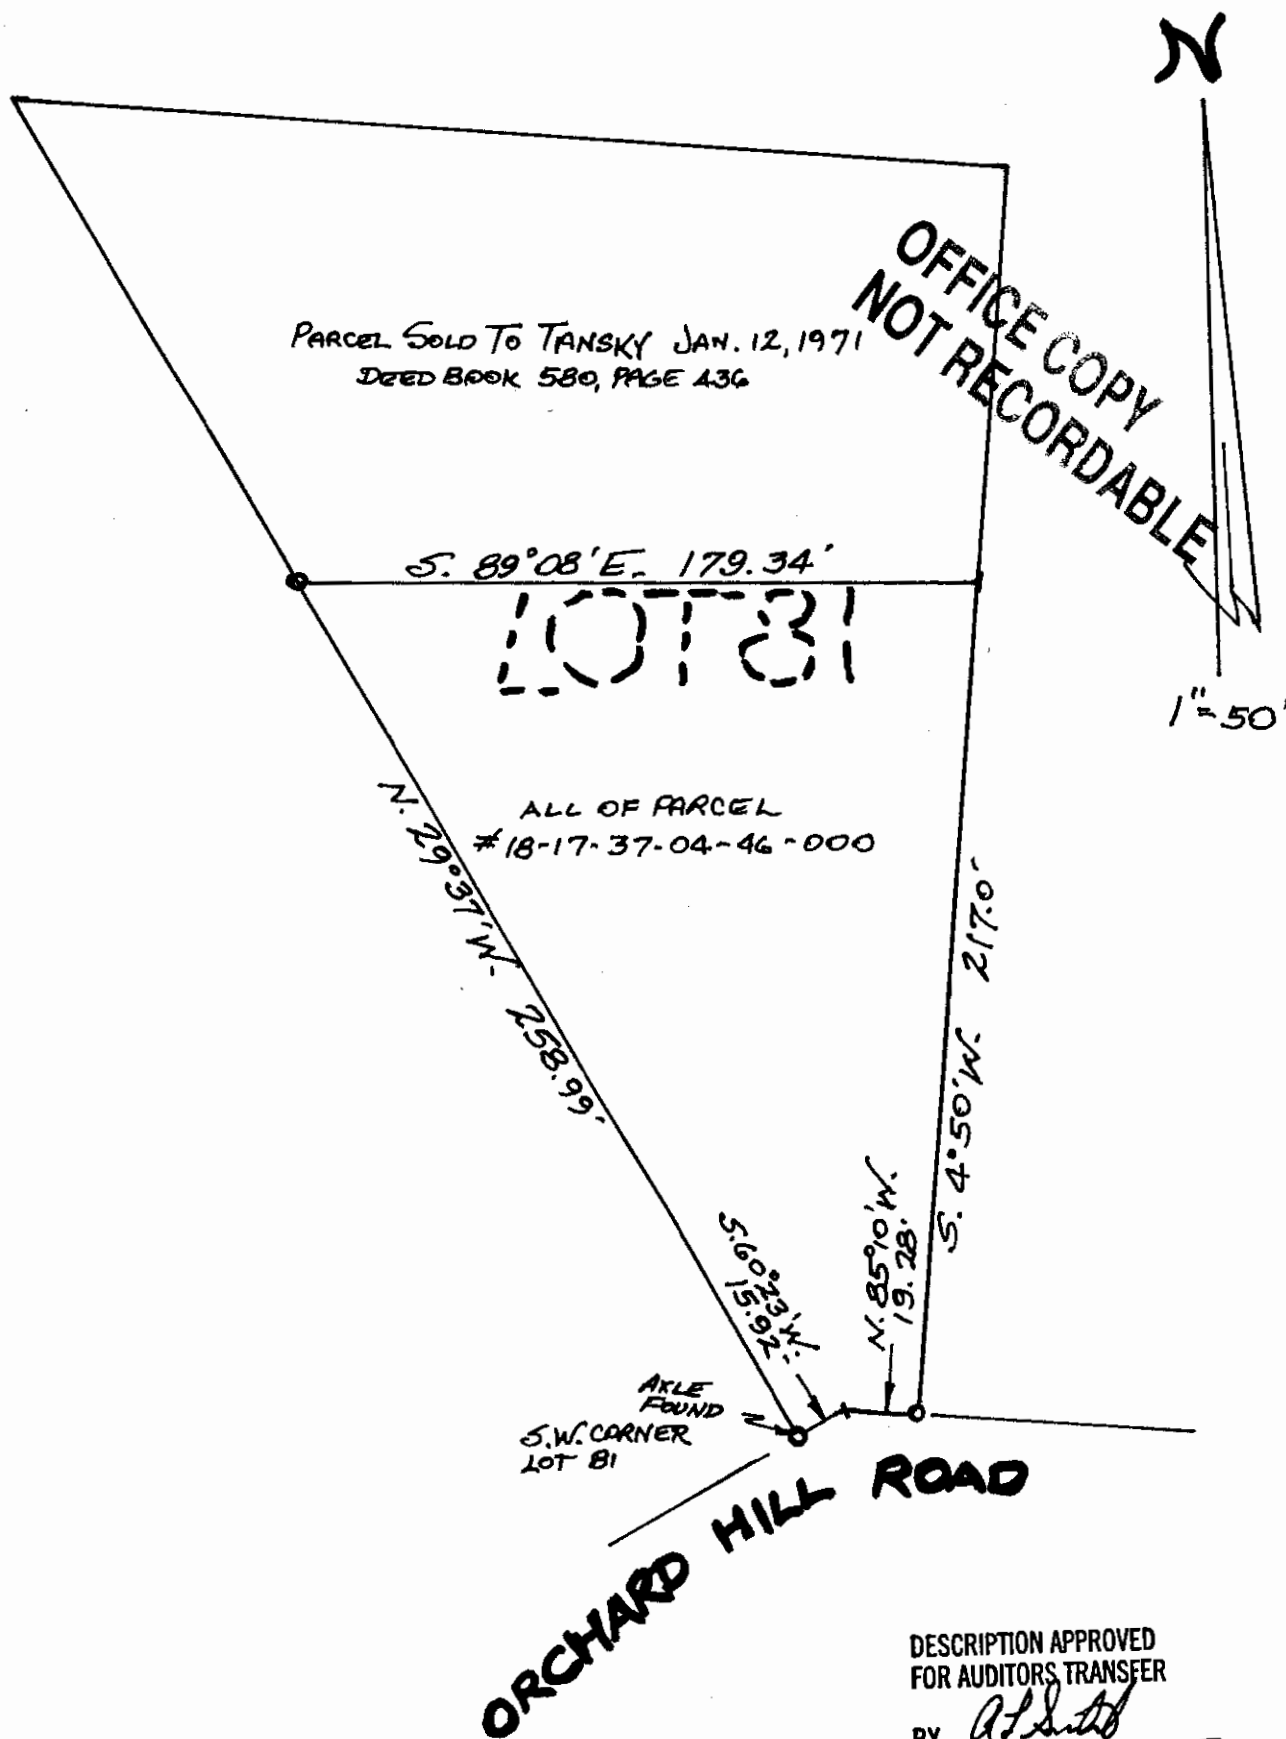 N
OFFICE COPY
NOT RECORDABLE
PARCEL SOLD TO TANSKY JAN. 12, 1971
DEED BOOK 580, PAGE 436
S. 89°08'E. 179.34'
LOT 81
1"=50'
ALL OF PARCEL
#18-17-37-04-46-000
N. 29°37'W. 258.99'
S. 4°50'W. 217.0'
S.60°23'W.
15.92'
N.85°10'W.
19.28'
AXLE
FOUND
S.W. CORNER
LOT 81
ORCHARD HILL ROAD
DESCRIPTION APPROVED
FOR AUDITORS TRANSFER
BY